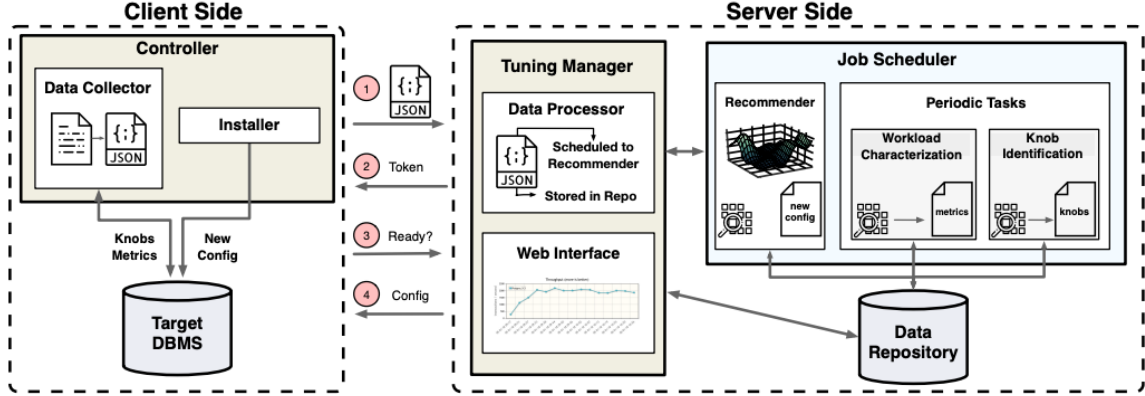 Client Side
Server Side
Controller
Data Collector
{;}
JSON
Installer
Knobs
Metrics
New
Config
Target
DBMS
1
{;}
JSON
2
Token
3
Ready?
4
Config
Tuning Manager
Data Processor
{;}
JSON
Scheduled to
Recommender
Stored in Repo
Web Interface
Job Scheduler
Recommender
new
config
Periodic Tasks
Workload
Characterization
metrics
Knob
Identification
knobs
Data
Repository